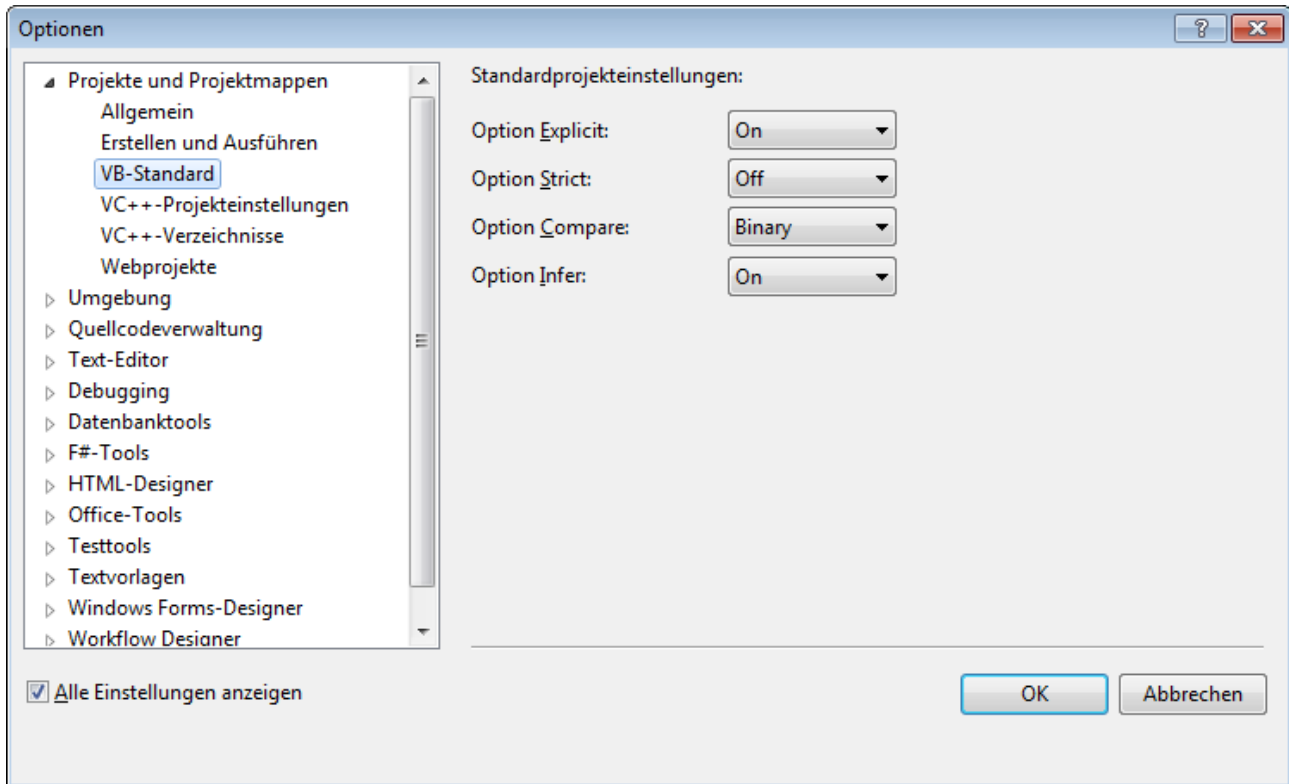 Optionen
Projekte und Projektmappen
Allgemein
Erstellen und Ausführen
VB-Standard
VC++-Projekteinstellungen
VC++-Verzeichnisse
Webprojekte
Umgebung
Quellcodeverwaltung
Text-Editor
Debugging
Datenbanktools
F#-Tools
HTML-Designer
Office-Tools
Testtools
Textvorlagen
Windows Forms-Designer
Workflow Designer
Standardprojekteinstellungen:
Option Explicit: On
Option Strict: Off
Option Compare: Binary
Option Infer: On
Alle Einstellungen anzeigen
OK Abbrechen